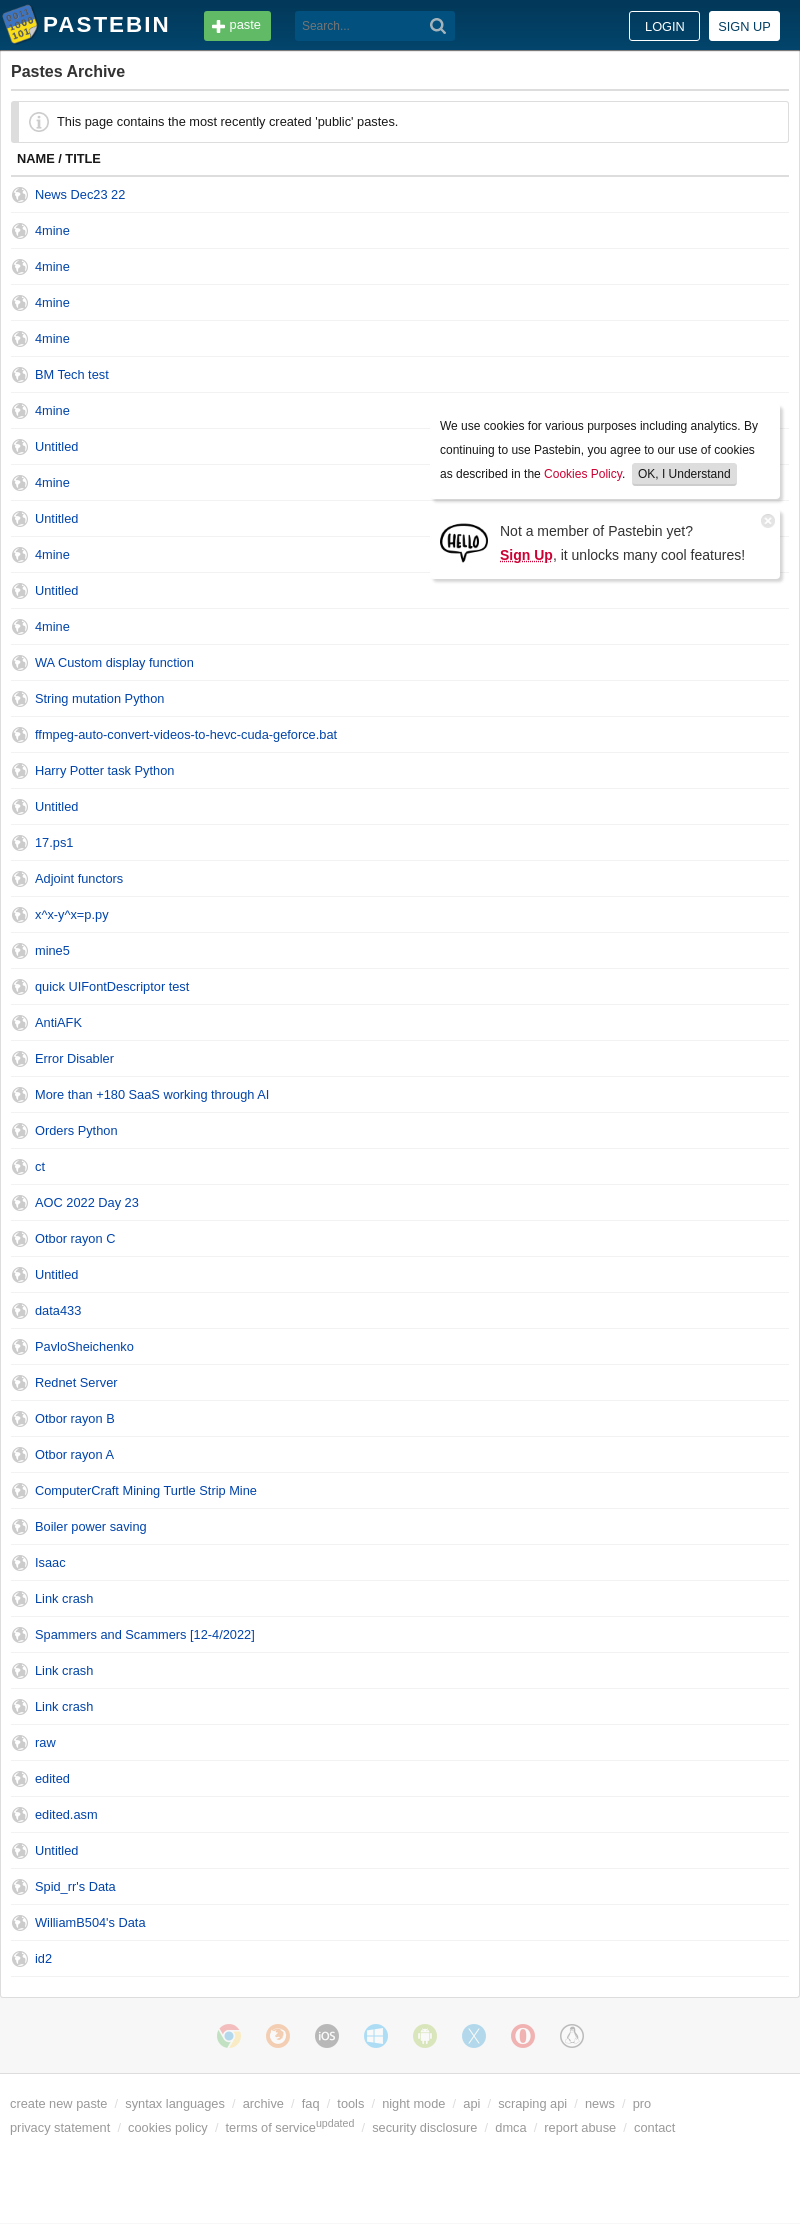 PASTEBIN paste Search... LOGIN SIGN UP
Pastes Archive
This page contains the most recently created 'public' pastes.
NAME / TITLE
News Dec23 22
4mine
4mine
4mine
4mine
BM Tech test
4mine
Untitled
4mine
Untitled
4mine
Untitled
We use cookies for various purposes including analytics. By
continuing to use Pastebin, you agree to our use of cookies
as described in the Cookies Policy. OK, I Understand
HELLO
Not a member of Pastebin yet?
Sign Up, it unlocks many cool features!
4mine
WA Custom display function
String mutation Python
ffmpeg-auto-convert-videos-to-hevc-cuda-geforce.bat
Harry Potter task Python
Untitled
17.ps1
Adjoint functors
x^x-y^x=p.py
mine5
quick UIFontDescriptor test
AntiAFK
Error Disabler
More than +180 SaaS working through AI
Orders Python
ct
AOC 2022 Day 23
Otbor rayon C
Untitled
data433
PavloSheichenko
Rednet Server
Otbor rayon B
Otbor rayon A
ComputerCraft Mining Turtle Strip Mine
Boiler power saving
Isaac
Link crash
Spammers and Scammers [12-4/2022]
Link crash
Link crash
raw
edited
edited.asm
Untitled
Spid_rr's Data
WilliamB504's Data
id2
iOS
create new paste / syntax languages / archive / faq / tools / night mode / api / scraping api / news / pro
privacy statement / cookies policy / terms of service updated / security disclosure / dmca / report abuse / contact